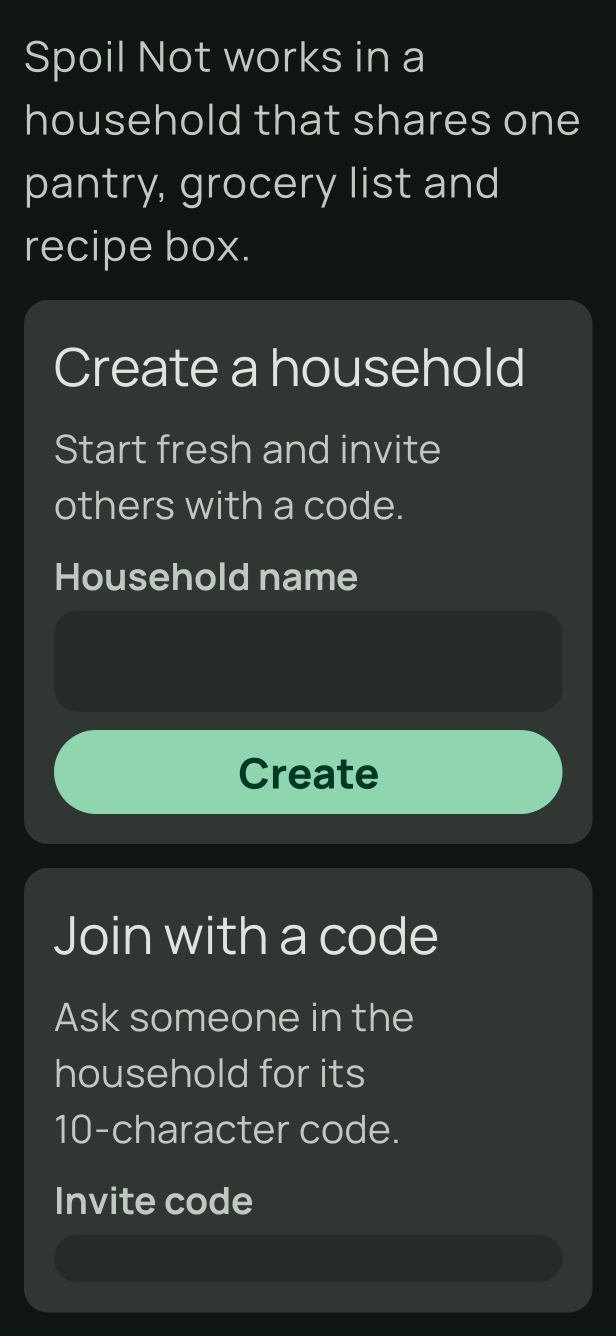 Spoil Not works in a
household that shares one
pantry, grocery list and
recipe box.
Create a household
Start fresh and invite
others with a code.
Household name
Create
Join with a code
Ask someone in the
household for its
10-character code.
Invite code